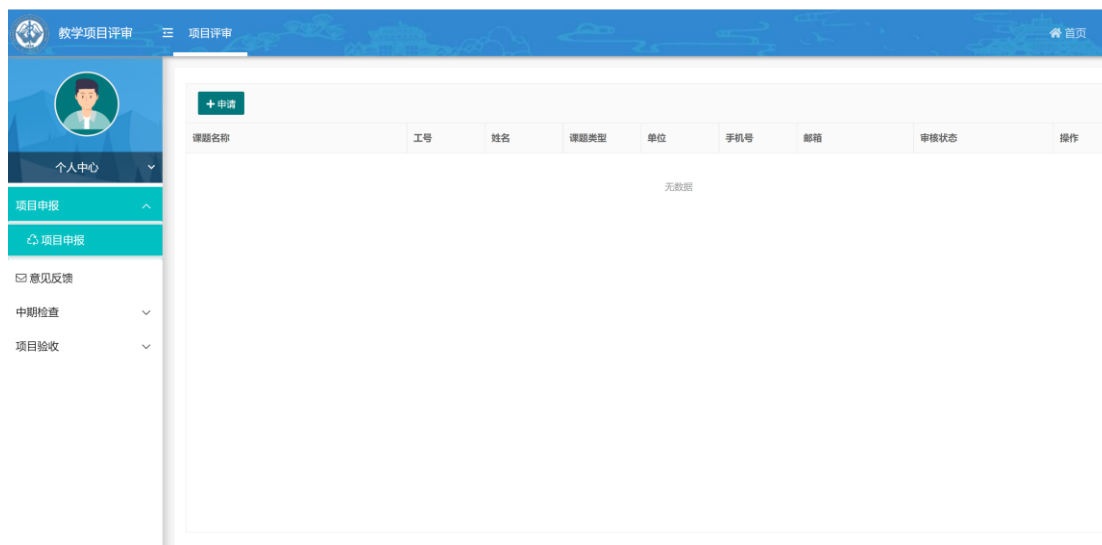 教学项目评审 项目评审 首页
个人中心
项目申报
项目申报
意见反馈
中期检查
项目验收
+申请
课题名称 工号 姓名 课题类型 单位 手机号 邮箱 审核状态 操作
无数据